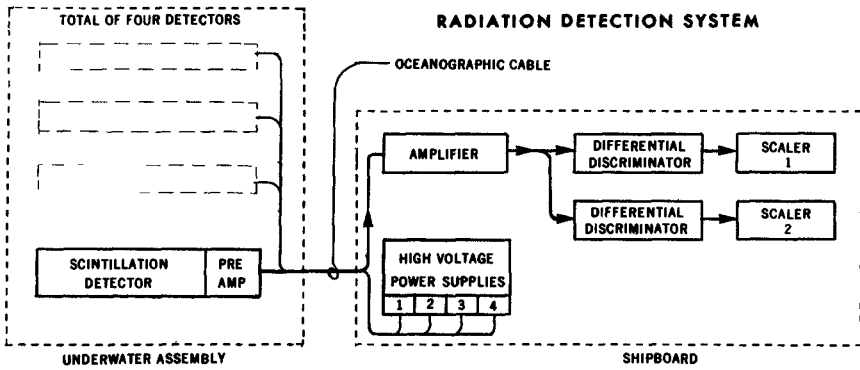 TOTAL OF FOUR DETECTORS
RADIATION DETECTION SYSTEM
OCEANOGRAPHIC CABLE
AMPLIFIER
DIFFERENTIAL
DISCRIMINATOR
SCALER
1
DIFFERENTIAL
DISCRIMINATOR
SCALER
2
SCINTILLATION
DETECTOR
PRE
AMP
HIGH VOLTAGE
POWER SUPPLIES
1 2 3 4
UNDERWATER ASSEMBLY
SHIPBOARD